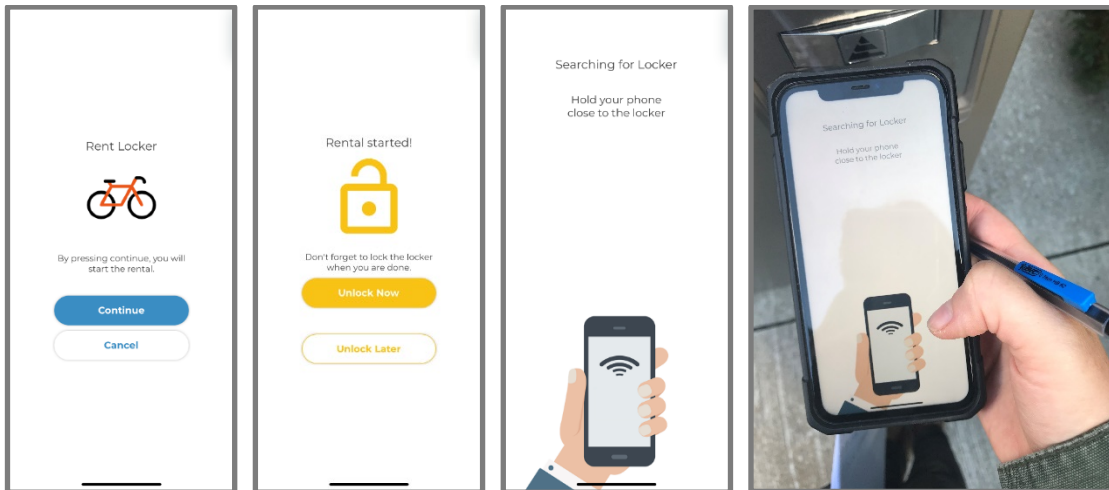 Rent Locker
By pressing continue, you will
start the rental.
Continue
Cancel
Rental started!
Don't forget to lock the locker
when you are done.
Unlock Now
Unlock Later
Searching for Locker
Hold your phone
close to the locker
Searching for Locker
Hold your phone
close to the locker